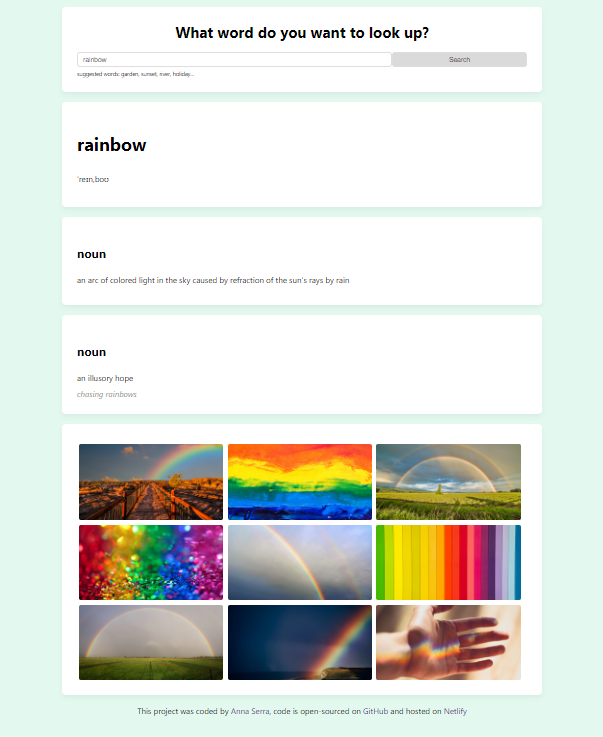 What word do you want to look up?
rainbow
Search
suggested words: garden, sunset, river, holiday...
rainbow
ˈreɪnˌboʊ
noun
an arc of colored light in the sky caused by refraction of the sun's rays by rain
noun
an illusory hope
chasing rainbows
This project was coded by Anna Serra, code is open-sourced on GitHub and hosted on Netlify